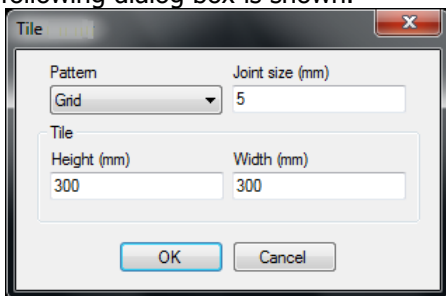 following dialog box is shown.
Tile
Pattern Joint size (mm)
Grid 5
Tile
Height (mm) Width (mm)
300 300
OK Cancel